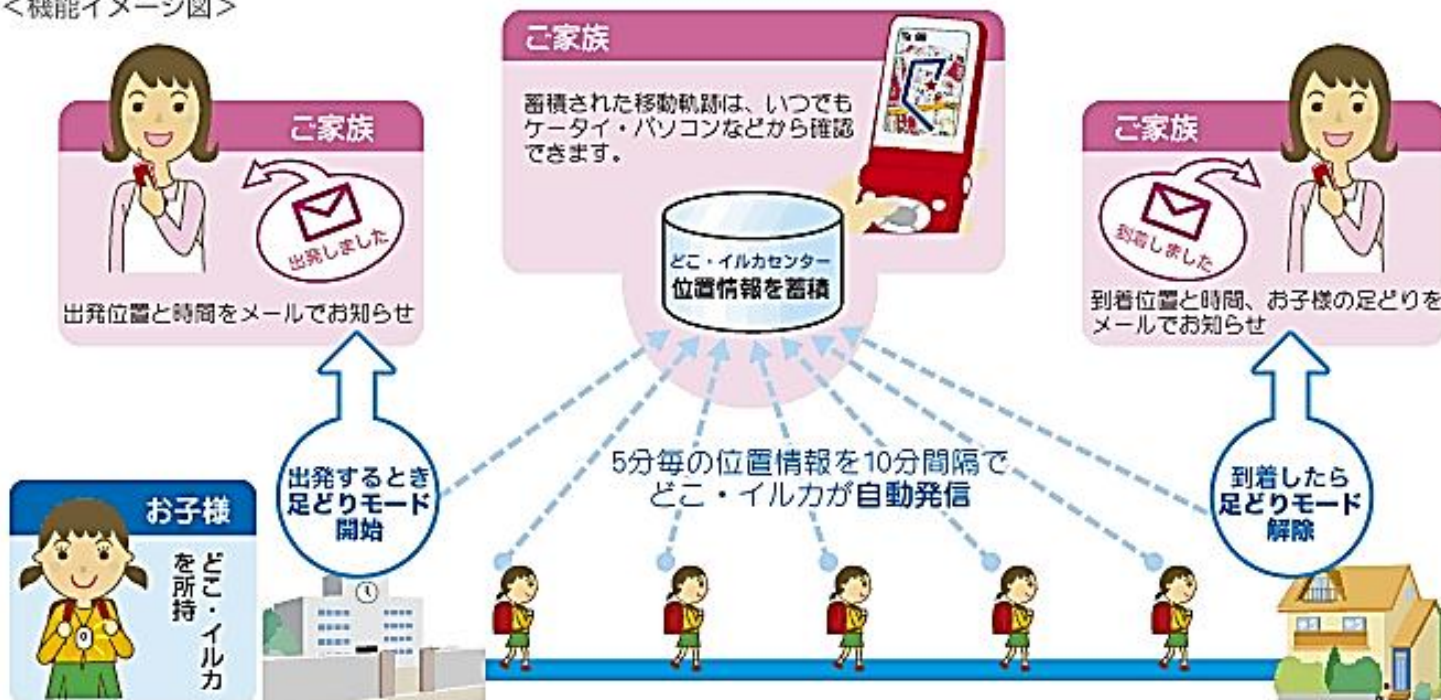 ＜機能イメージ図＞
ご家族
出発しました
出発位置と時間をメールでお知らせ
ご家族
蓄積された移動軌跡は、いつでも
ケータイ・パソコンなどから確認
できます。
どこ・イルカセンター
位置情報を蓄積
ご家族
到着しました
到着位置と時間、お子様の足どりを
メールでお知らせ
出発するとき
足どりモード
開始
5分毎の位置情報を10分間隔で
どこ・イルカが自動発信
到着したら
足どりモード
解除
お子様
どこ・イルカ
を所持